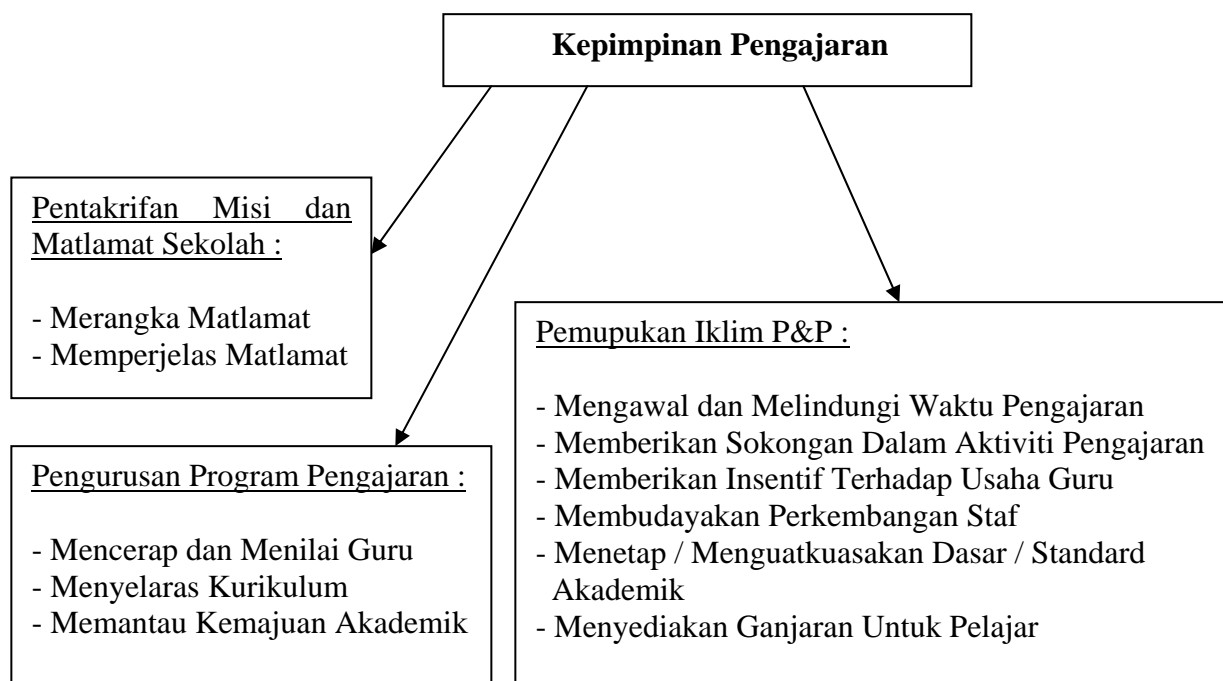 Kepimpinan Pengajaran
Pentakrifan Misi dan
Matlamat Sekolah :
- Merangka Matlamat
- Memperjelas Matlamat
Pengurusan Program Pengajaran :
- Mencerap dan Menilai Guru
- Menyelaras Kurikulum
- Memantau Kemajuan Akademik
Pemupukan Iklim P&P :
- Mengawal dan Melindungi Waktu Pengajaran
- Memberikan Sokongan Dalam Aktiviti Pengajaran
- Memberikan Insentif Terhadap Usaha Guru
- Membudayakan Perkembangan Staf
- Menetap / Menguatkuasakan Dasar / Standard
Akademik
- Menyediakan Ganjaran Untuk Pelajar